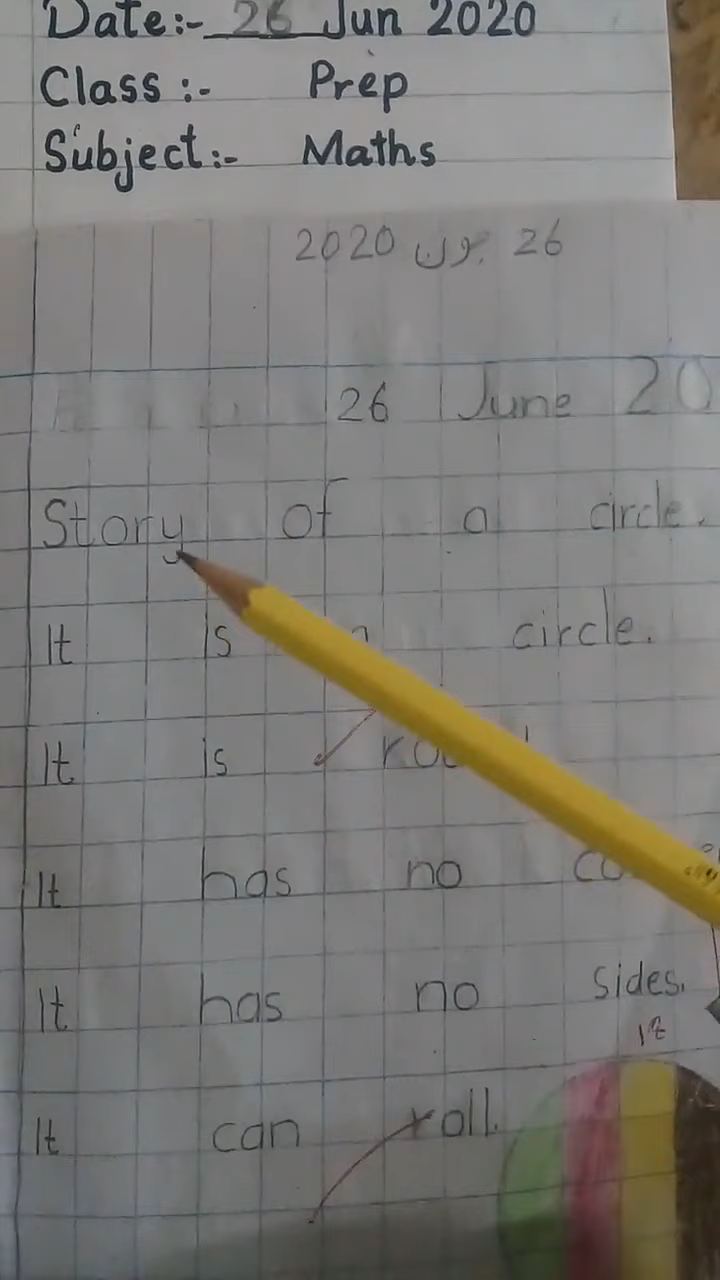 Date:- 26 Jun 2020
Class :- Prep
Subject:- Maths
26 جون 2020
26 June 20
Story of a circle.
It is circle.
It is
It has no
It has no sides.
It can roll.